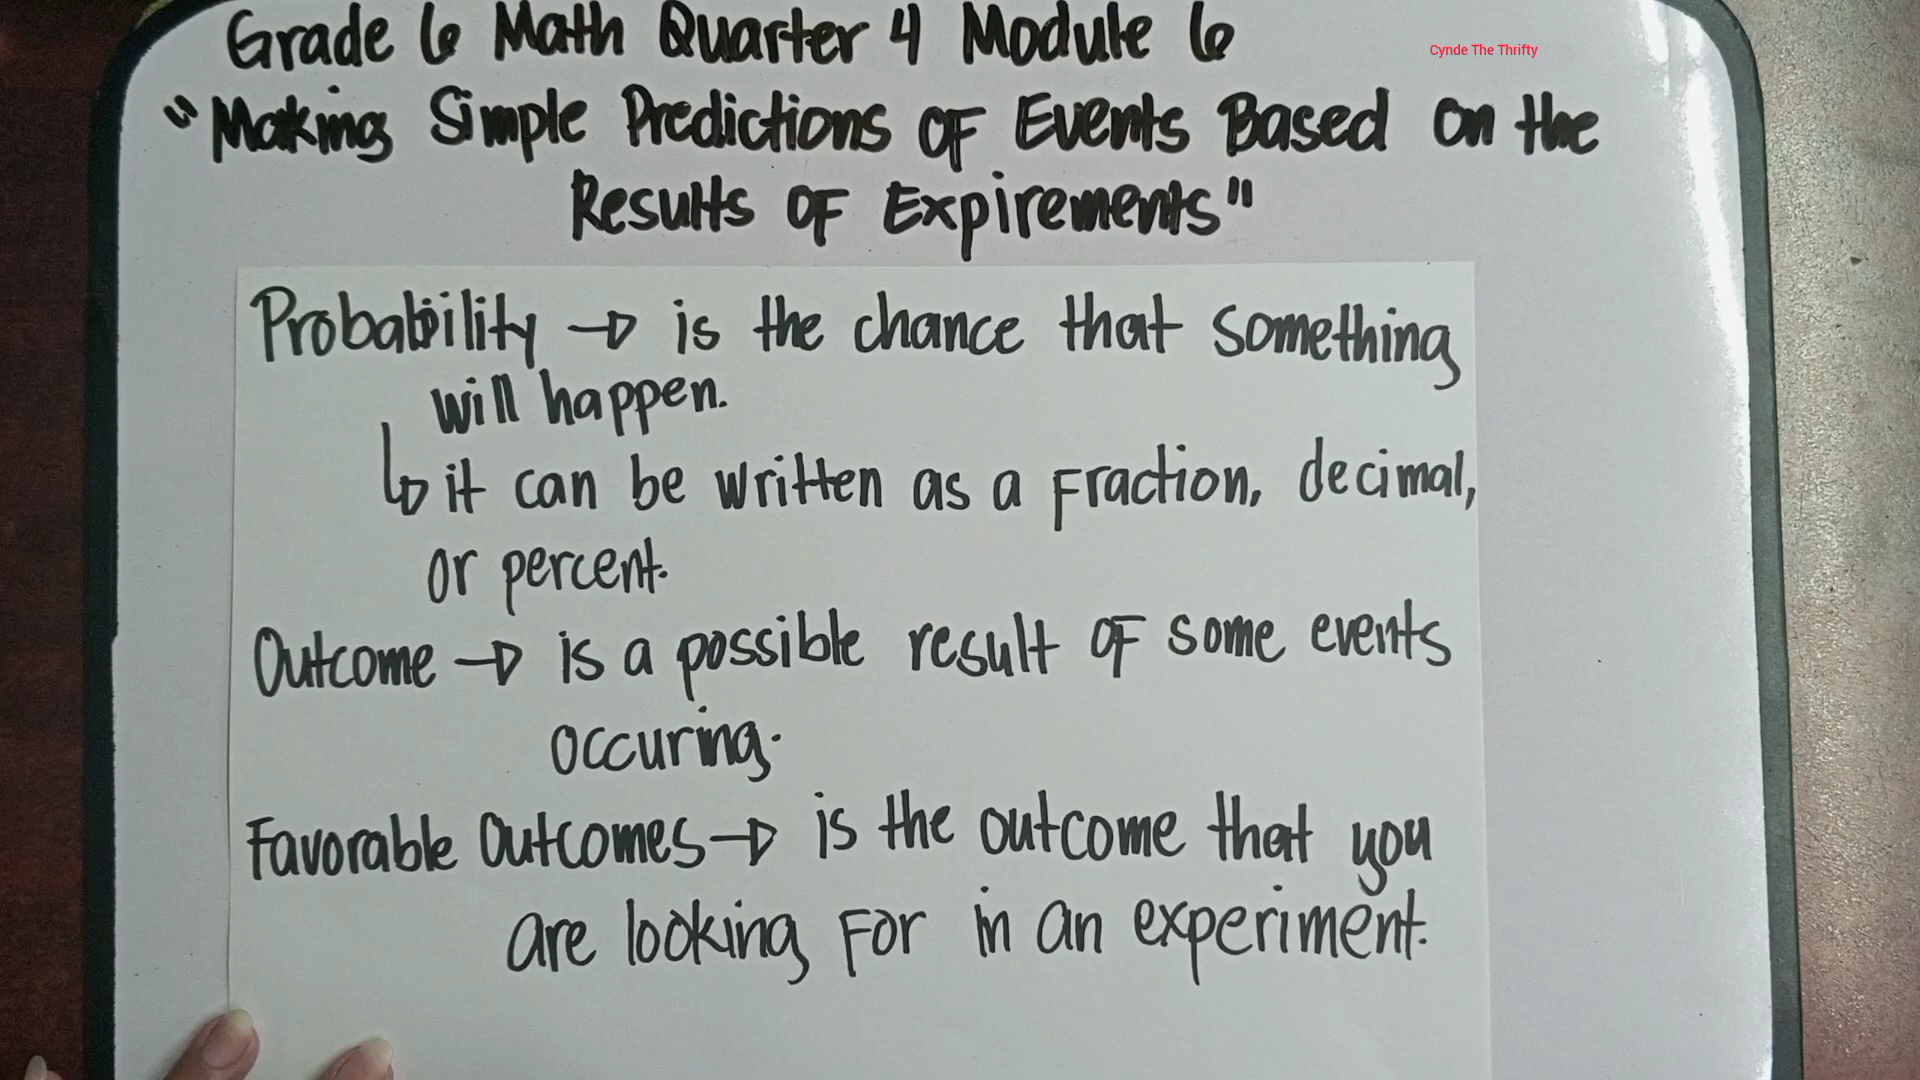 Grade 6 Math Quarter 4 Module 6
Cynde The Thrifty
"Making Simple Predictions OF Events Based on the
Results OF Expirements"
Probability → is the chance that something
will happen.
↳ it can be written as a Fraction, decimal,
or percent.
Outcome → is a possible result OF some events
occuring.
Favorable Outcomes → is the outcome that you
are looking For in an experiment.